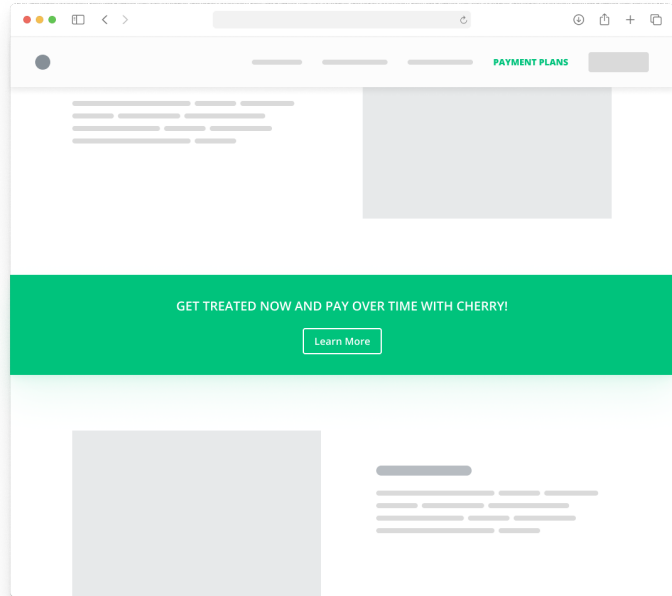 PAYMENT PLANS
GET TREATED NOW AND PAY OVER TIME WITH CHERRY!
Learn More